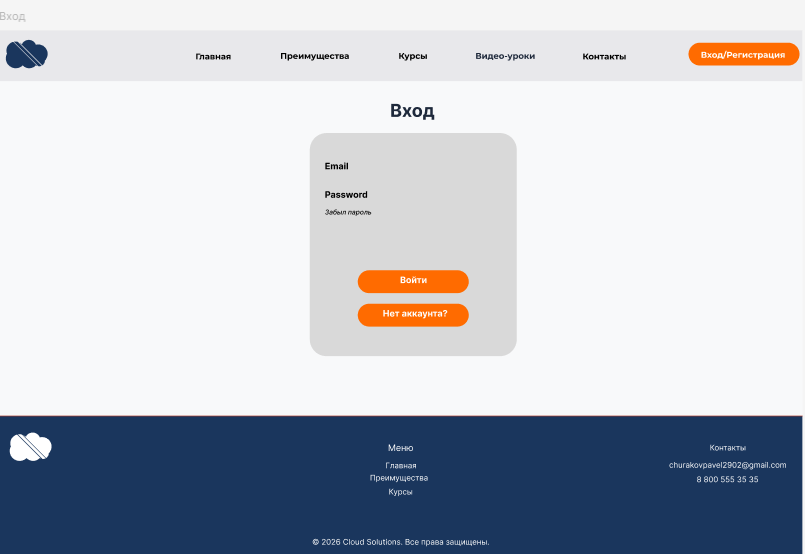 Вход
Главная Преимущества Курсы Видео-уроки Контакты Вход/Регистрация
Вход
Email
Password
Забыл пароль
Войти
Нет аккаунта?
Меню
Главная
Преимущества
Курсы
Контакты
churakovpavel2902@gmail.com
8 800 555 35 35
© 2026 Cloud Solutions. Все права защищены.